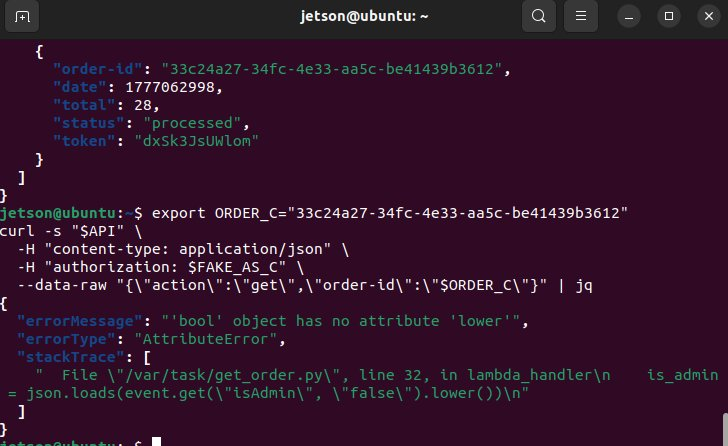 jetson@ubuntu: ~
    {
      "order-id": "33c24a27-34fc-4e33-aa5c-be41439b3612",
      "date": 1777062998,
      "total": 28,
      "status": "processed",
      "token": "dxSk3JsUWlom"
    }
  ]
}
jetson@ubuntu:~$ export ORDER_C="33c24a27-34fc-4e33-aa5c-be41439b3612"
curl -s "$API" \
  -H "content-type: application/json" \
  -H "authorization: $FAKE_AS_C" \
  --data-raw "{\"action\":\"get\",\"order-id\":\"$ORDER_C\"}" | jq
{
  "errorMessage": "'bool' object has no attribute 'lower'",
  "errorType": "AttributeError",
  "stackTrace": [
    "  File \"/var/task/get_order.py\", line 32, in lambda_handler\n    is_admin
 = json.loads(event.get(\"isAdmin\", \"false\").lower())\n"
  ]
}
jetson@ubuntu:~$